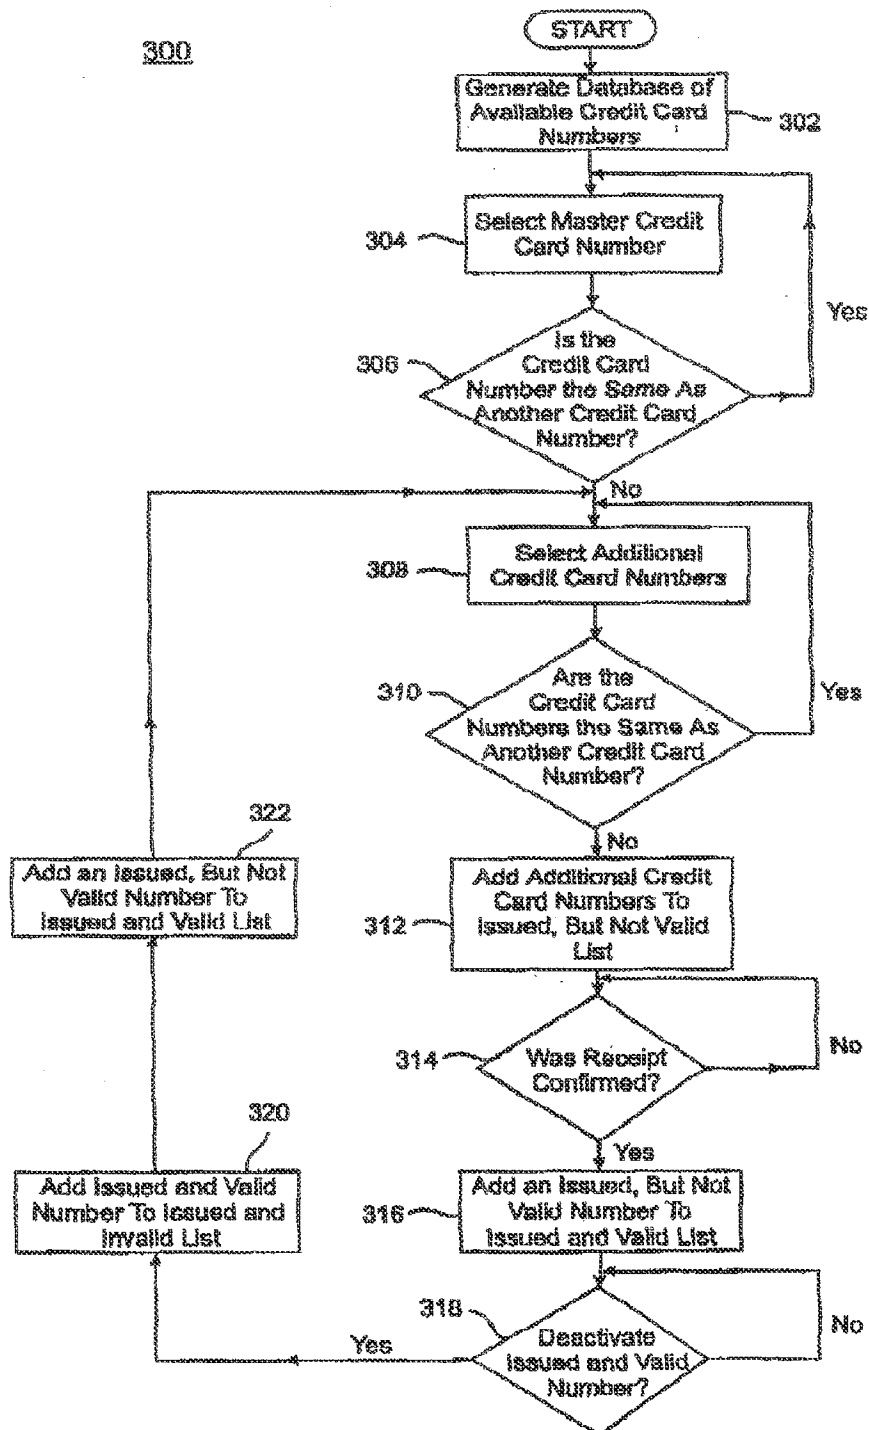 START
300
Generate Database of
Available Credit Card
Numbers
302
Select Master Credit
Card Number
304
Yes
Is the
Credit Card
Number the Same As
Another Credit Card
Number?
306
No
Select Additional
Credit Card Numbers
308
Are the
Credit Card
Numbers the Same As
Another Credit Card
Number?
310
Yes
No
322
Add an Issued, But Not
Valid Number To
Issued and Valid List
Add Additional Credit
Card Numbers To
Issued, But Not Valid
List
312
Was Receipt
Confirmed?
314
No
Yes
320
Add Issued and Valid
Number To Issued and
Invalid List
Add an Issued, But Not
Valid Number To
Issued and Valid List
316
318
Deactivate
Issued and Valid
Number?
No
Yes